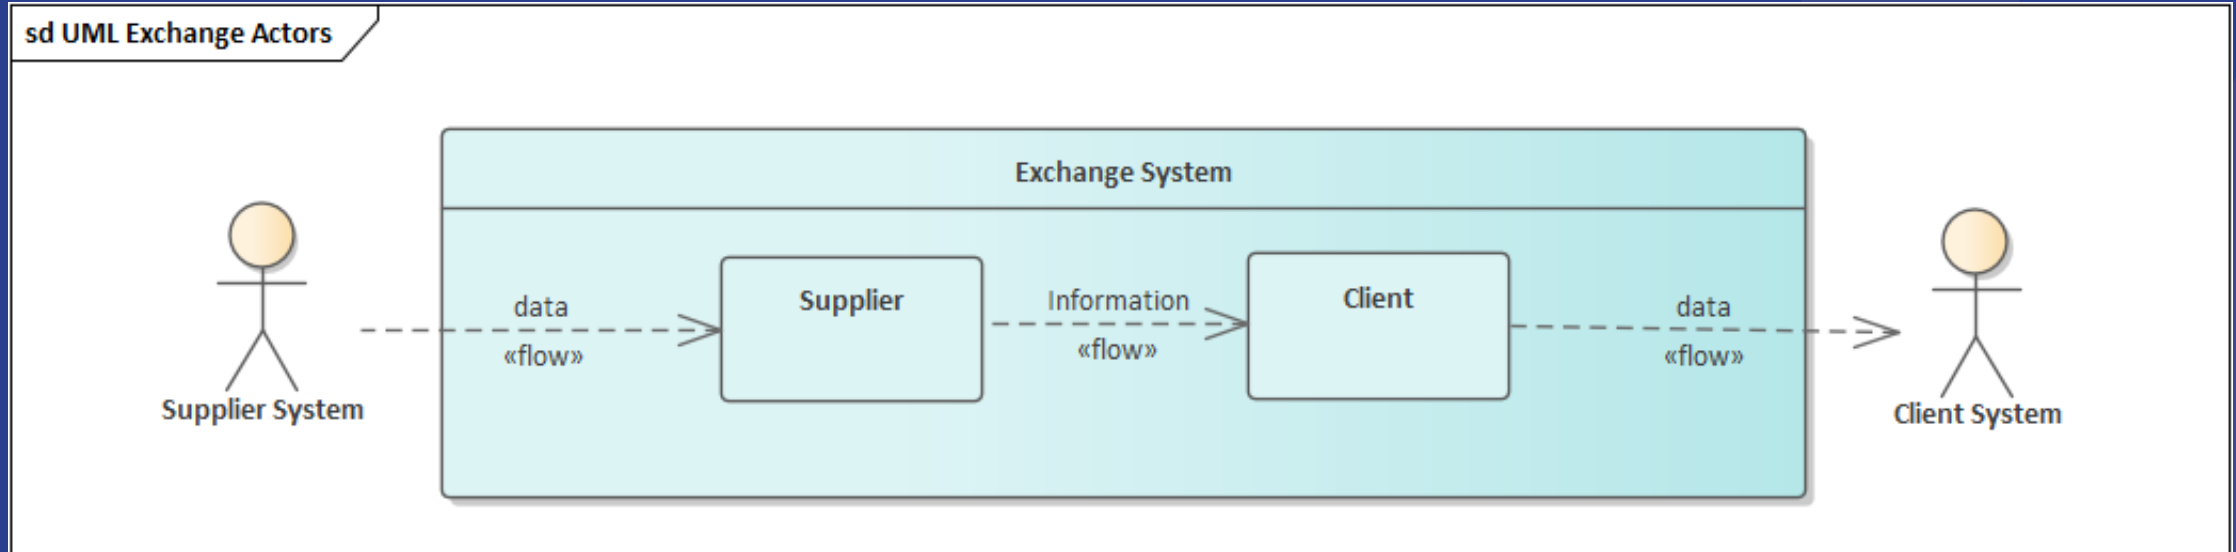 sd UML Exchange Actors
Exchange System
Supplier System
data
«flow»
Supplier
Information
«flow»
Client
data
«flow»
Client System